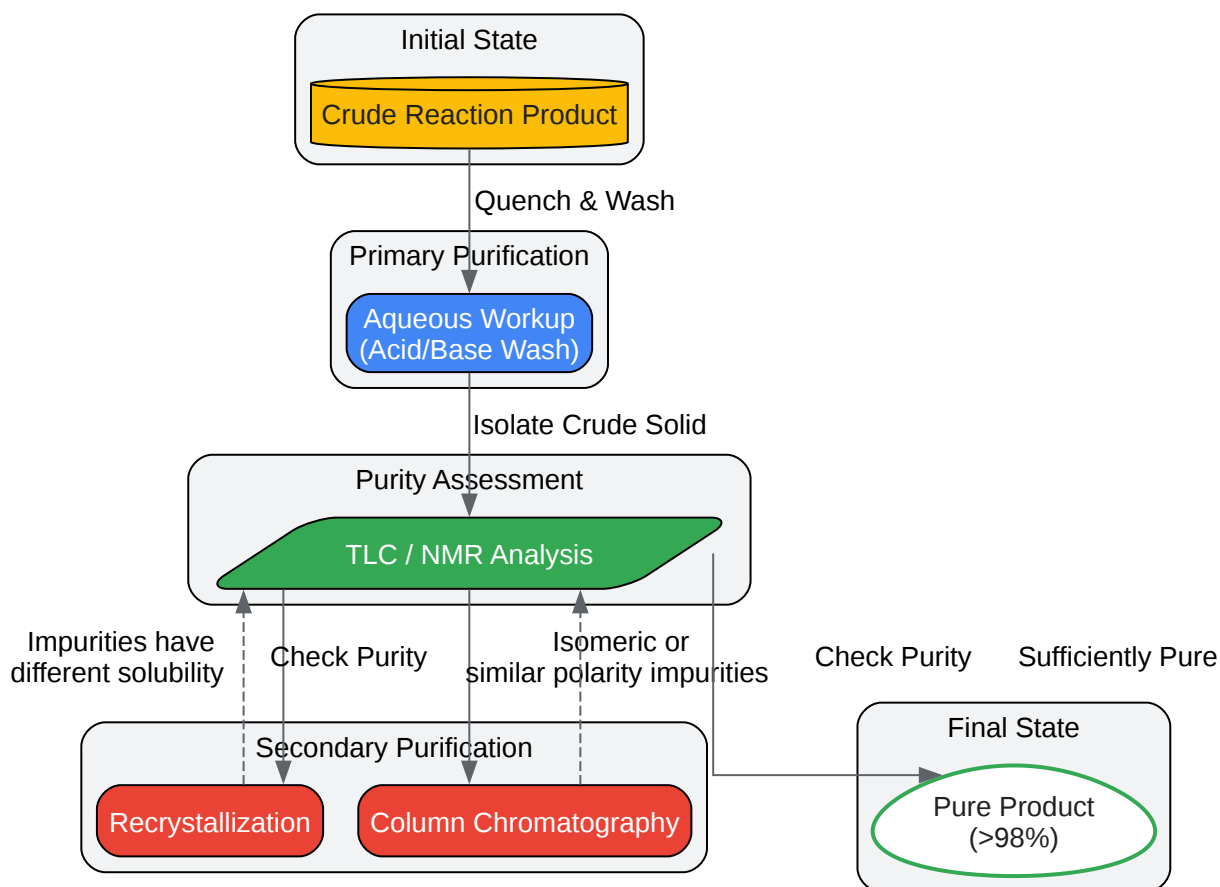 Initial State
Crude Reaction Product
Quench & Wash
Primary Purification
Aqueous Workup
(Acid/Base Wash)
Isolate Crude Solid
Purity Assessment
TLC / NMR Analysis
Impurities have
different solubility
Check Purity
Isomeric or
similar polarity impurities
Check Purity
Sufficiently Pure
Secondary Purification
Recrystallization
Column Chromatography
Final State
Pure Product
(>98%)